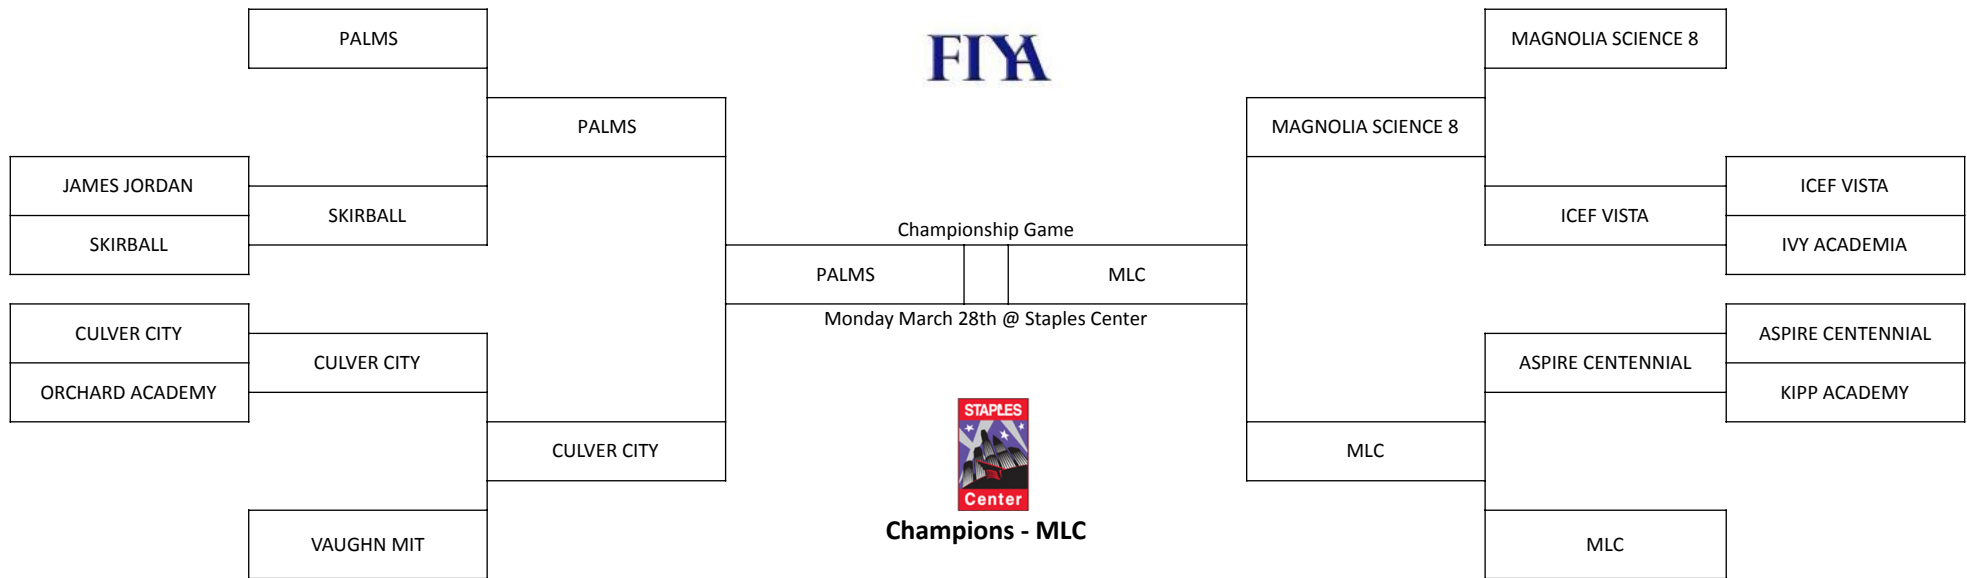 PALMS
FIYA
MAGNOLIA SCIENCE 8
PALMS
MAGNOLIA SCIENCE 8
JAMES JORDAN
SKIRBALL
SKIRBALL
ICEF VISTA
ICEF VISTA
IVY ACADEMIA
Championship Game
PALMS
MLC
Monday March 28th @ Staples Center
CULVER CITY
ORCHARD ACADEMY
CULVER CITY
ASPIRE CENTENNIAL
ASPIRE CENTENNIAL
KIPP ACADEMY
CULVER CITY
STAPLES
Center
MLC
Champions - MLC
VAUGHN MIT
MLC